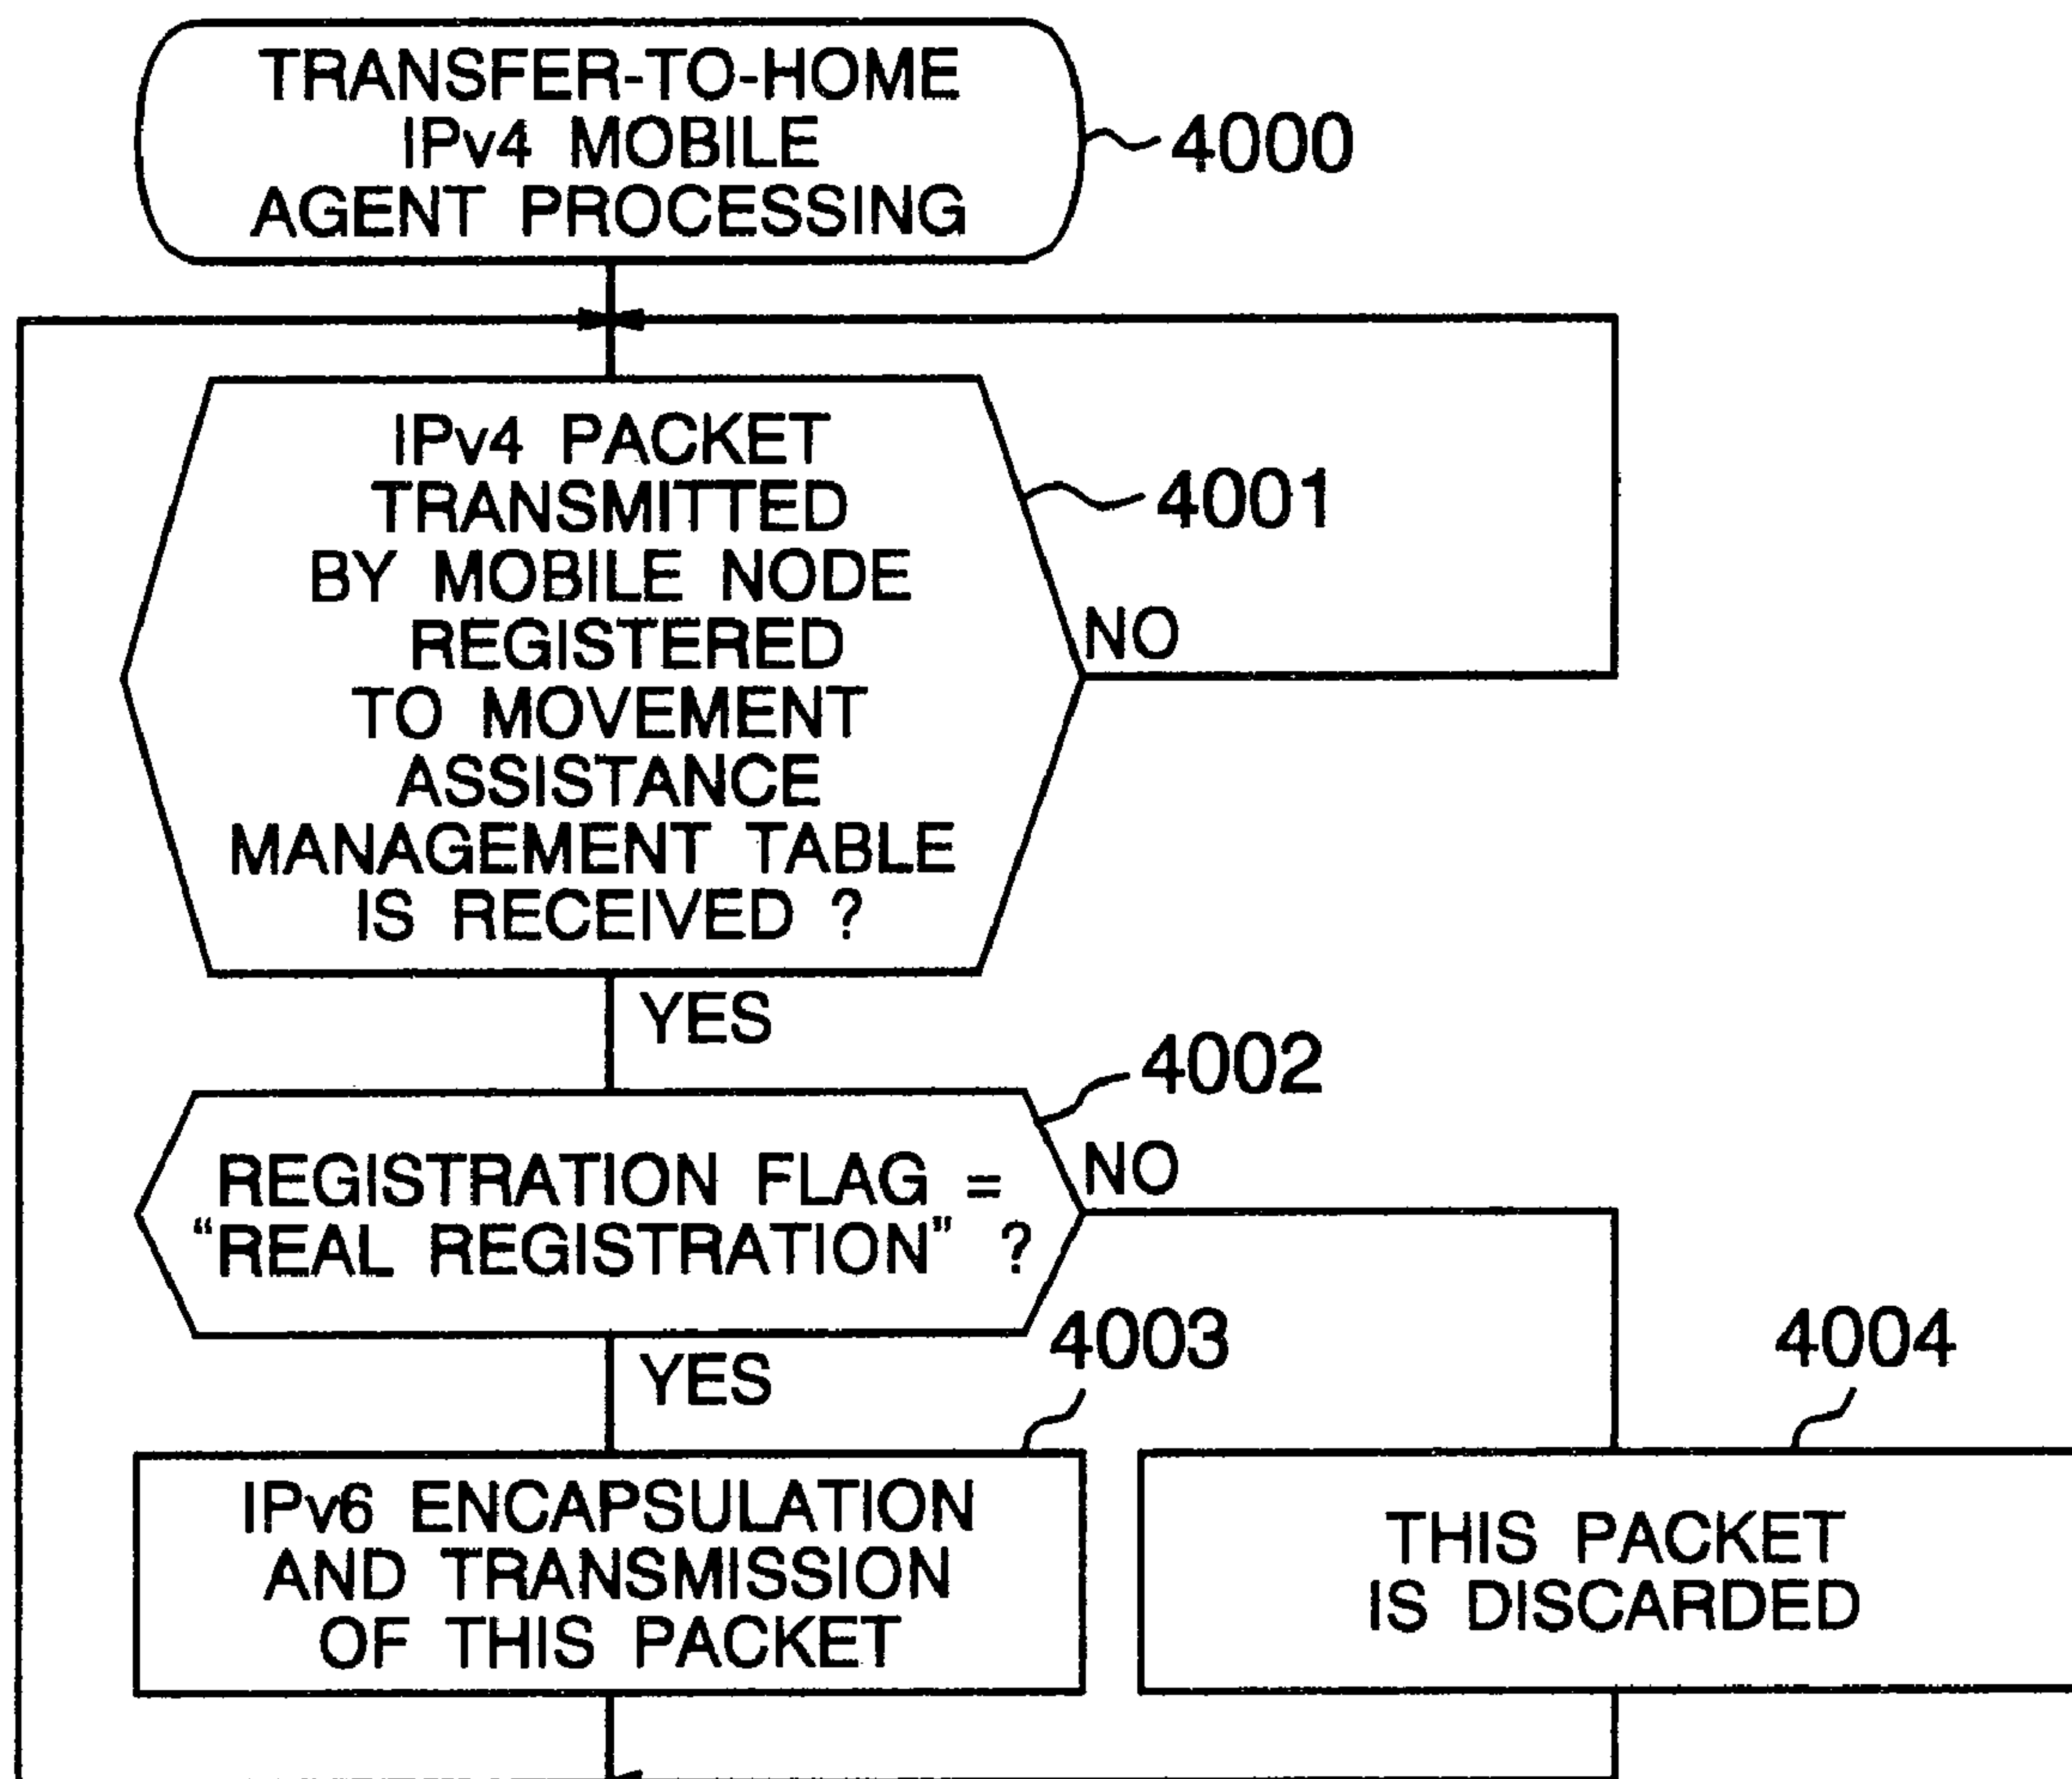 TRANSFER-TO-HOME
IPv4 MOBILE
AGENT PROCESSING
4000
IPv4 PACKET
TRANSMITTED
BY MOBILE NODE
REGISTERED
TO MOVEMENT
ASSISTANCE
MANAGEMENT TABLE
IS RECEIVED ?
4001
NO
YES
4002
REGISTRATION FLAG =
“REAL REGISTRATION” ?
NO
YES
4003
4004
IPv6 ENCAPSULATION
AND TRANSMISSION
OF THIS PACKET
THIS PACKET
IS DISCARDED